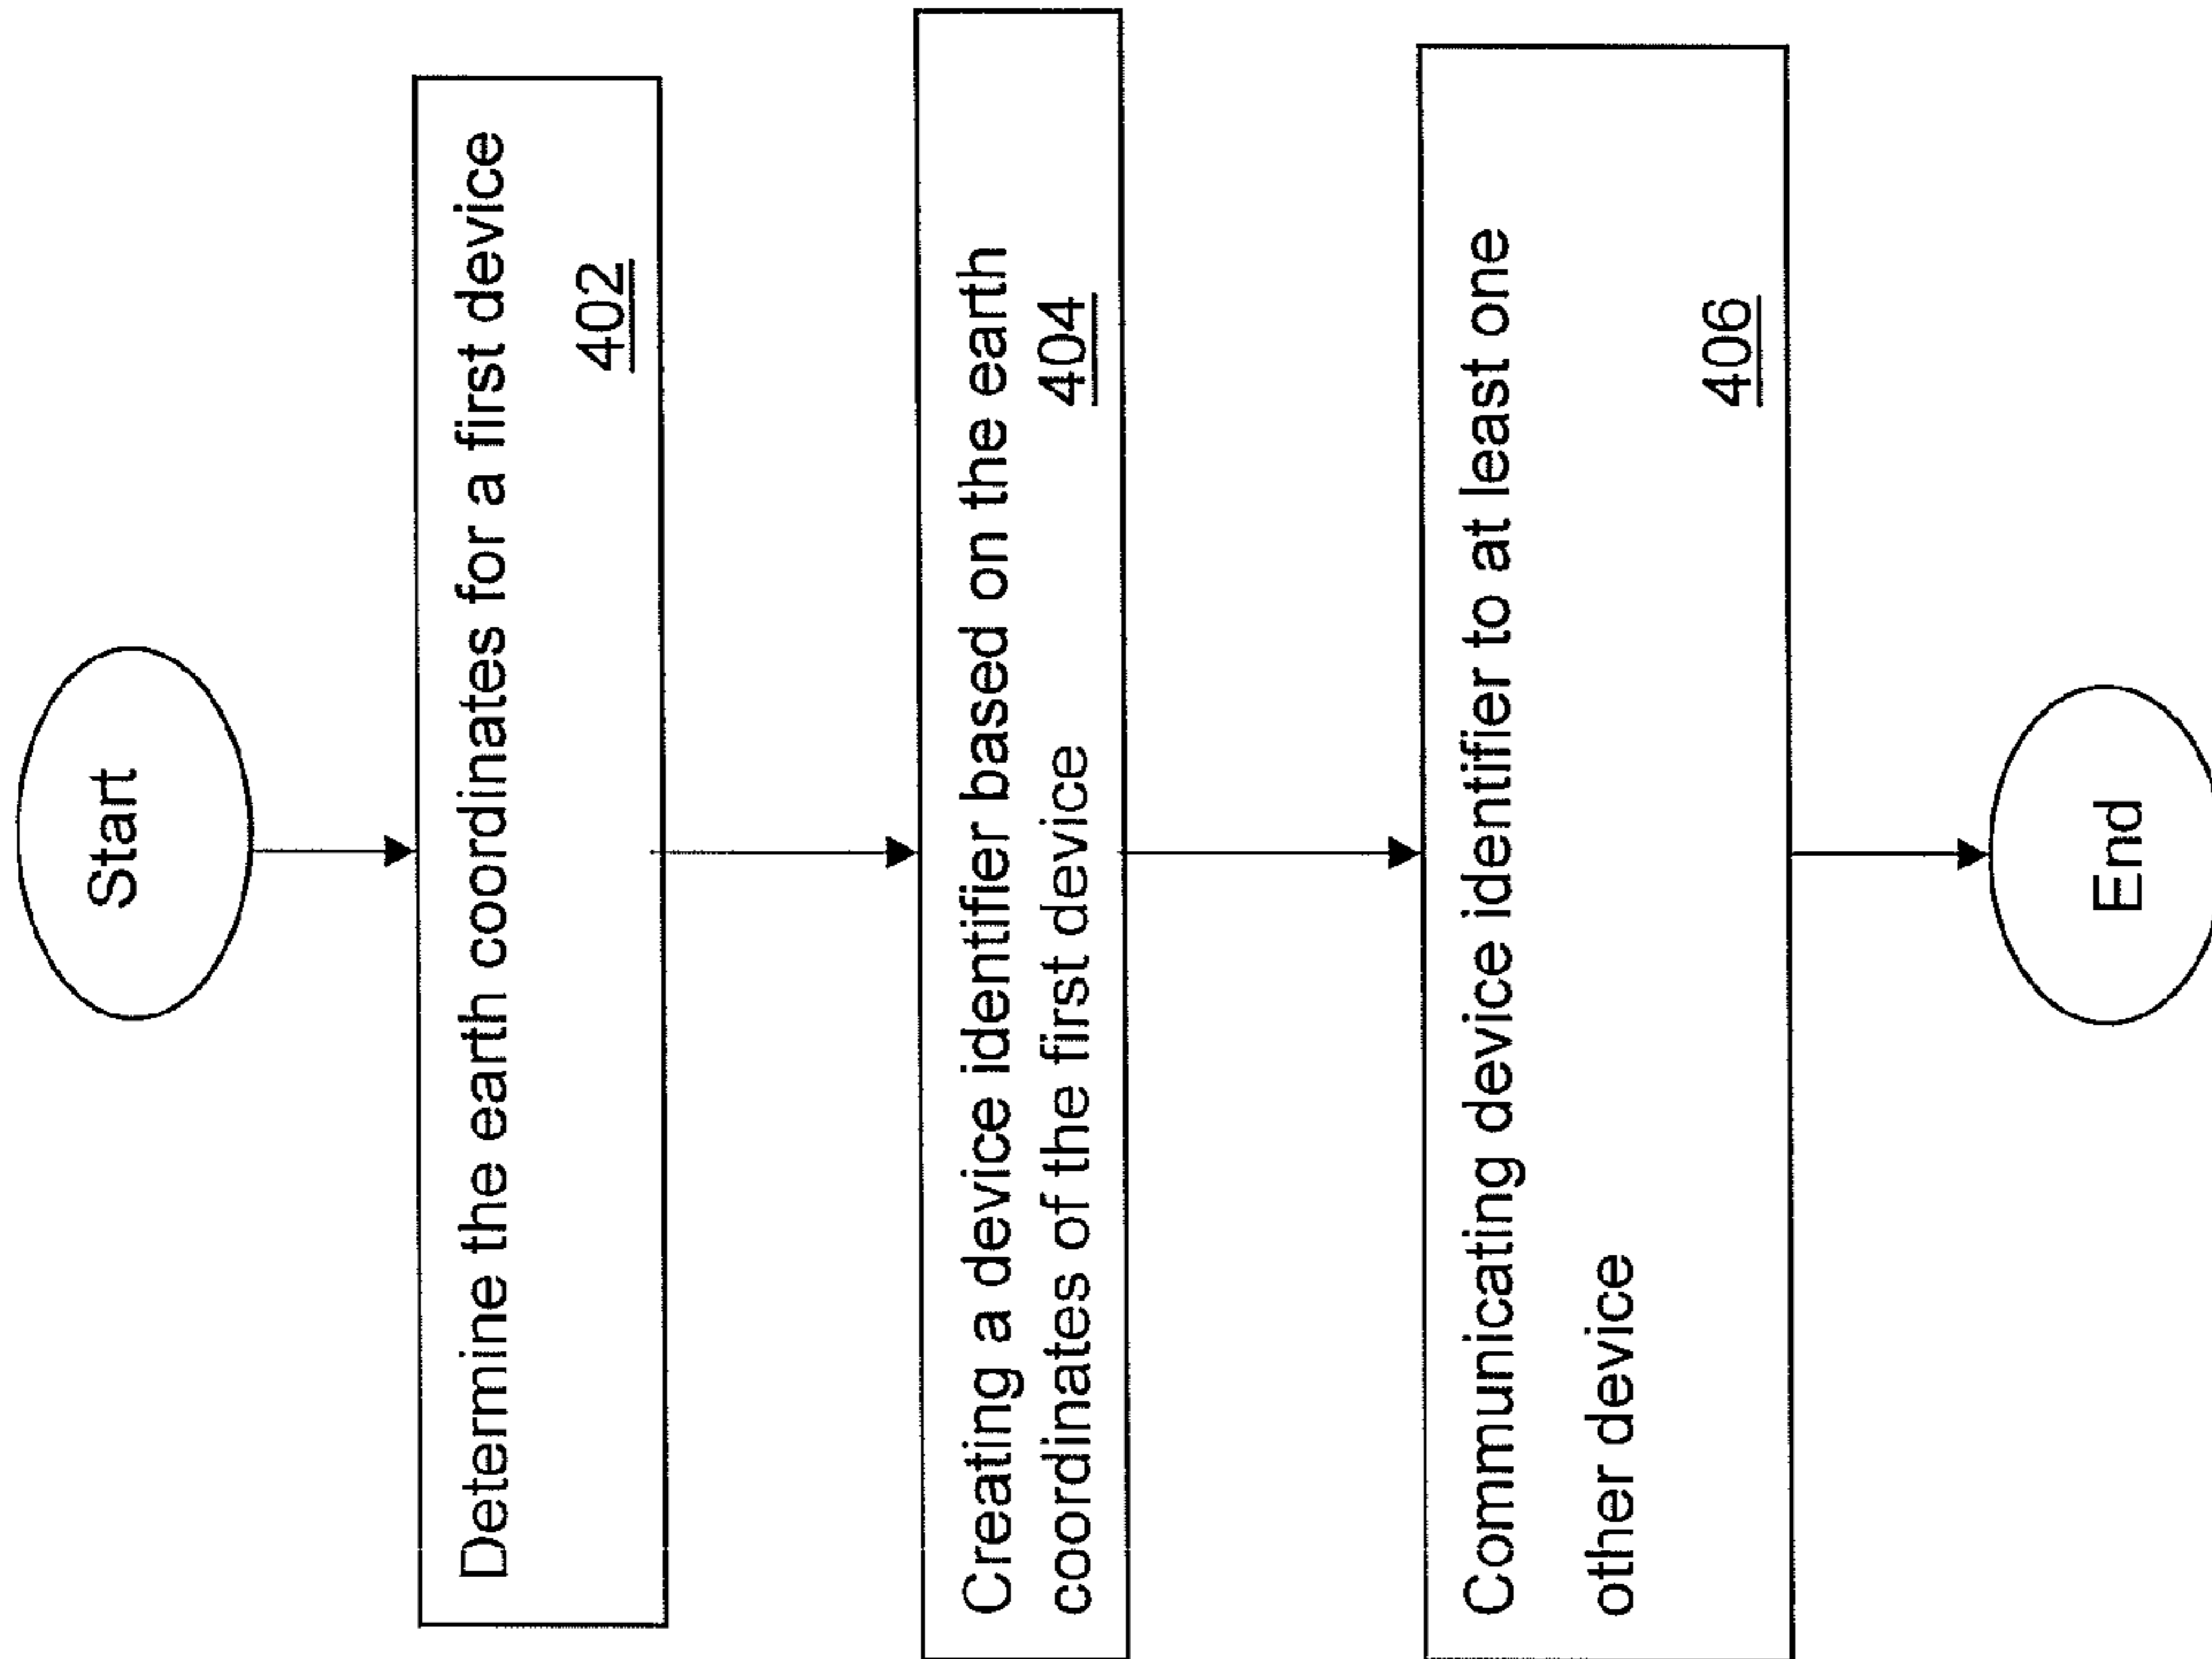 Start
Determine the earth coordinates for a first device
402
Creating a device identifier based on the earth
coordinates of the first device
404
Communicating device identifier to at least one
other device
406
End